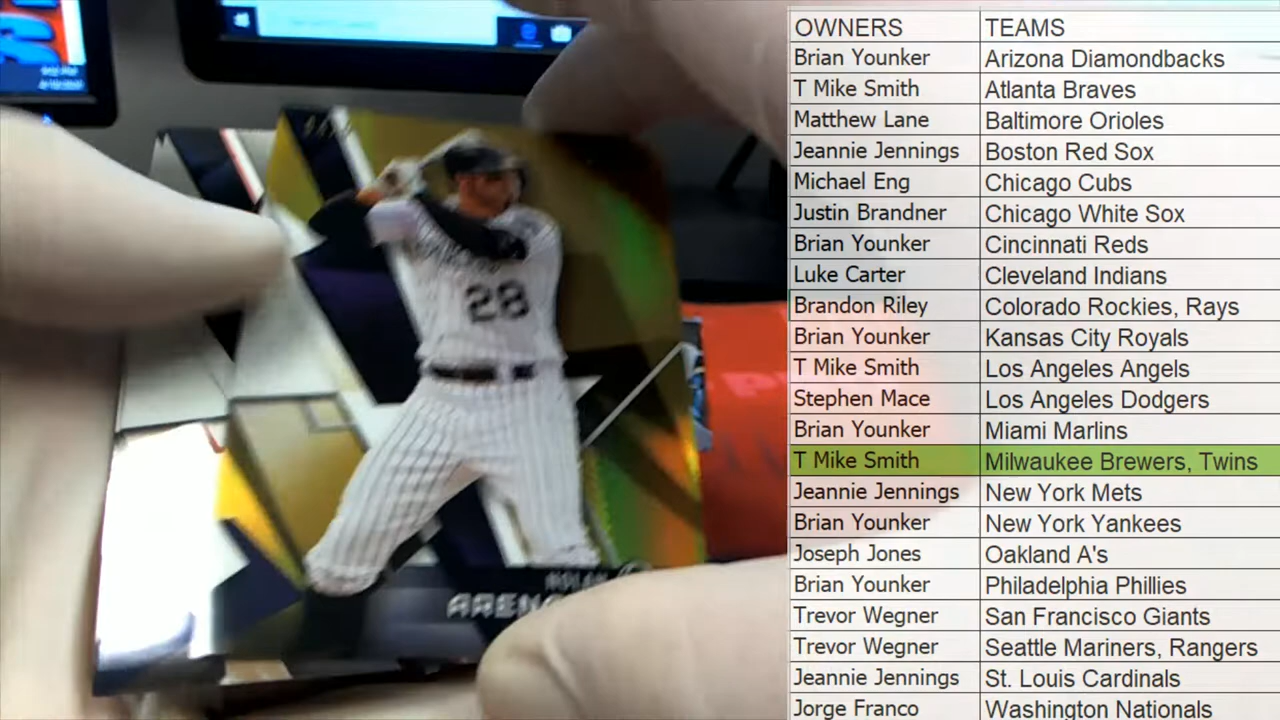 OWNERS TEAMS
Brian Younker Arizona Diamondbacks
T Mike Smith Atlanta Braves
Matthew Lane Baltimore Orioles
Jeannie Jennings Boston Red Sox
Michael Eng Chicago Cubs
Justin Brandner Chicago White Sox
Brian Younker Cincinnati Reds
Luke Carter Cleveland Indians
Brandon Riley Colorado Rockies, Rays
Brian Younker Kansas City Royals
T Mike Smith Los Angeles Angels
Stephen Mace Los Angeles Dodgers
Brian Younker Miami Marlins
T Mike Smith Milwaukee Brewers, Twins
Jeannie Jennings New York Mets
Brian Younker New York Yankees
Joseph Jones Oakland A's
Brian Younker Philadelphia Phillies
Trevor Wegner San Francisco Giants
Trevor Wegner Seattle Mariners, Rangers
Jeannie Jennings St. Louis Cardinals
Jorge Franco Washington Nationals
28